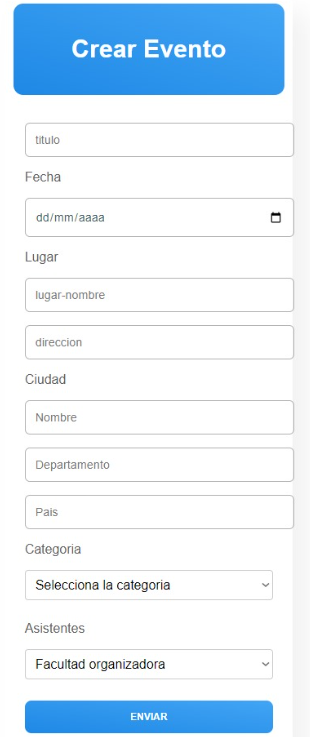 Crear Evento
titulo
Fecha
dd/mm/aaaa
Lugar
lugar-nombre
direccion
Ciudad
Nombre
Departamento
Pais
Categoria
Selecciona la categoria
Asistentes
Facultad organizadora
ENVIAR